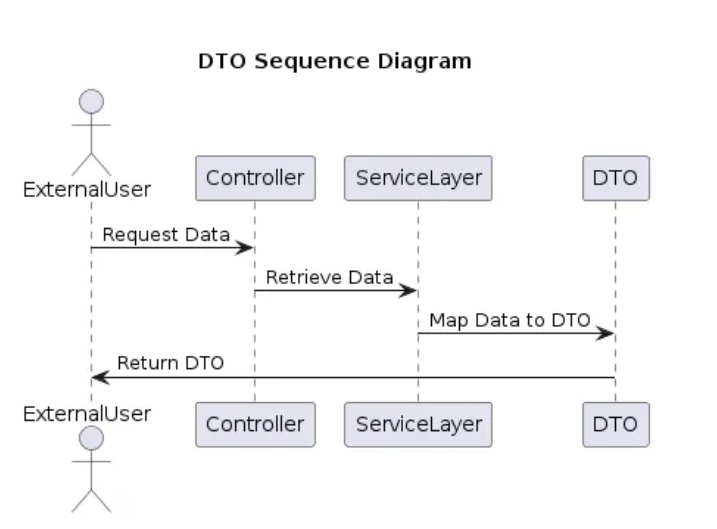 DTO Sequence Diagram
ExternalUser
Controller
ServiceLayer
DTO
Request Data
Retrieve Data
Map Data to DTO
Return DTO
ExternalUser
Controller
ServiceLayer
DTO